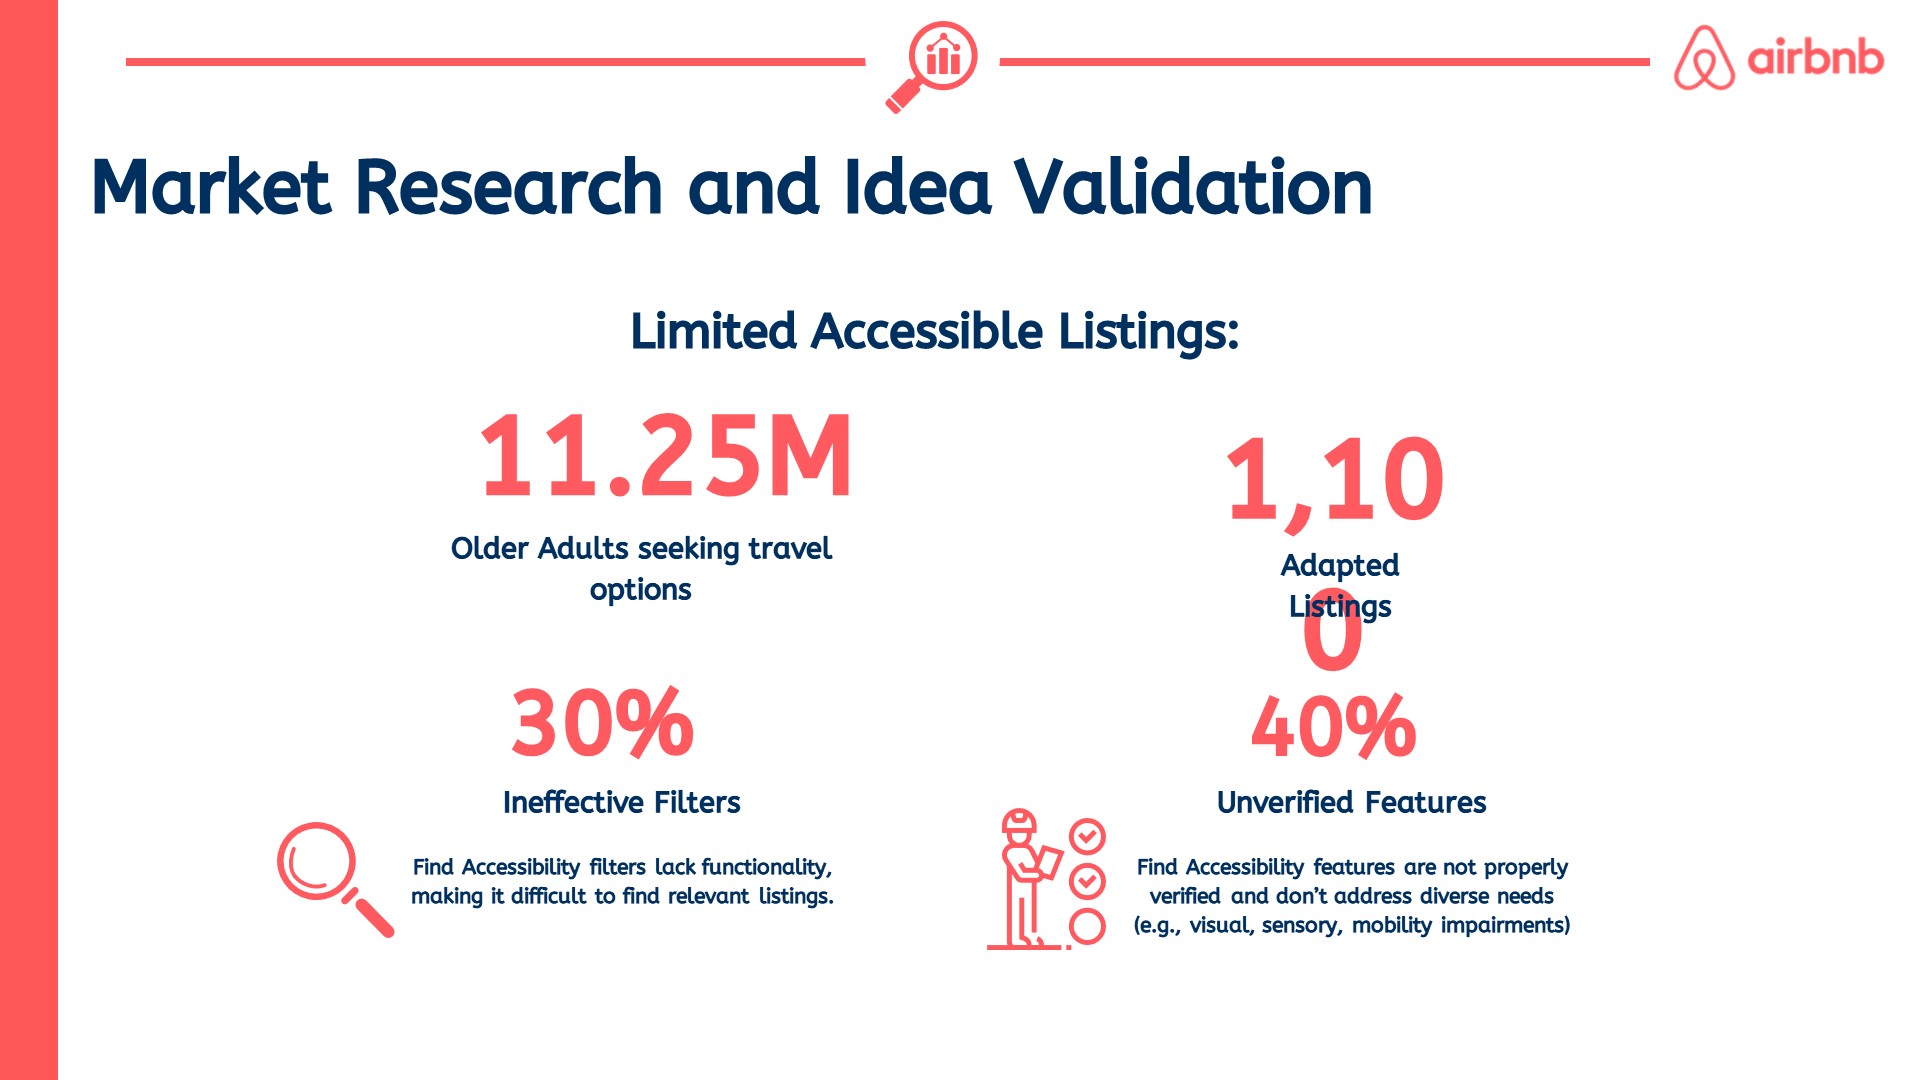 airbnb
Market Research and Idea Validation
Limited Accessible Listings:
11.25M
Older Adults seeking travel
options
1,10
0
Adapted
Listings
30%
Ineffective Filters
Find Accessibility filters lack functionality,
making it difficult to find relevant listings.
40%
Unverified Features
Find Accessibility features are not properly
verified and don’t address diverse needs
(e.g., visual, sensory, mobility impairments)